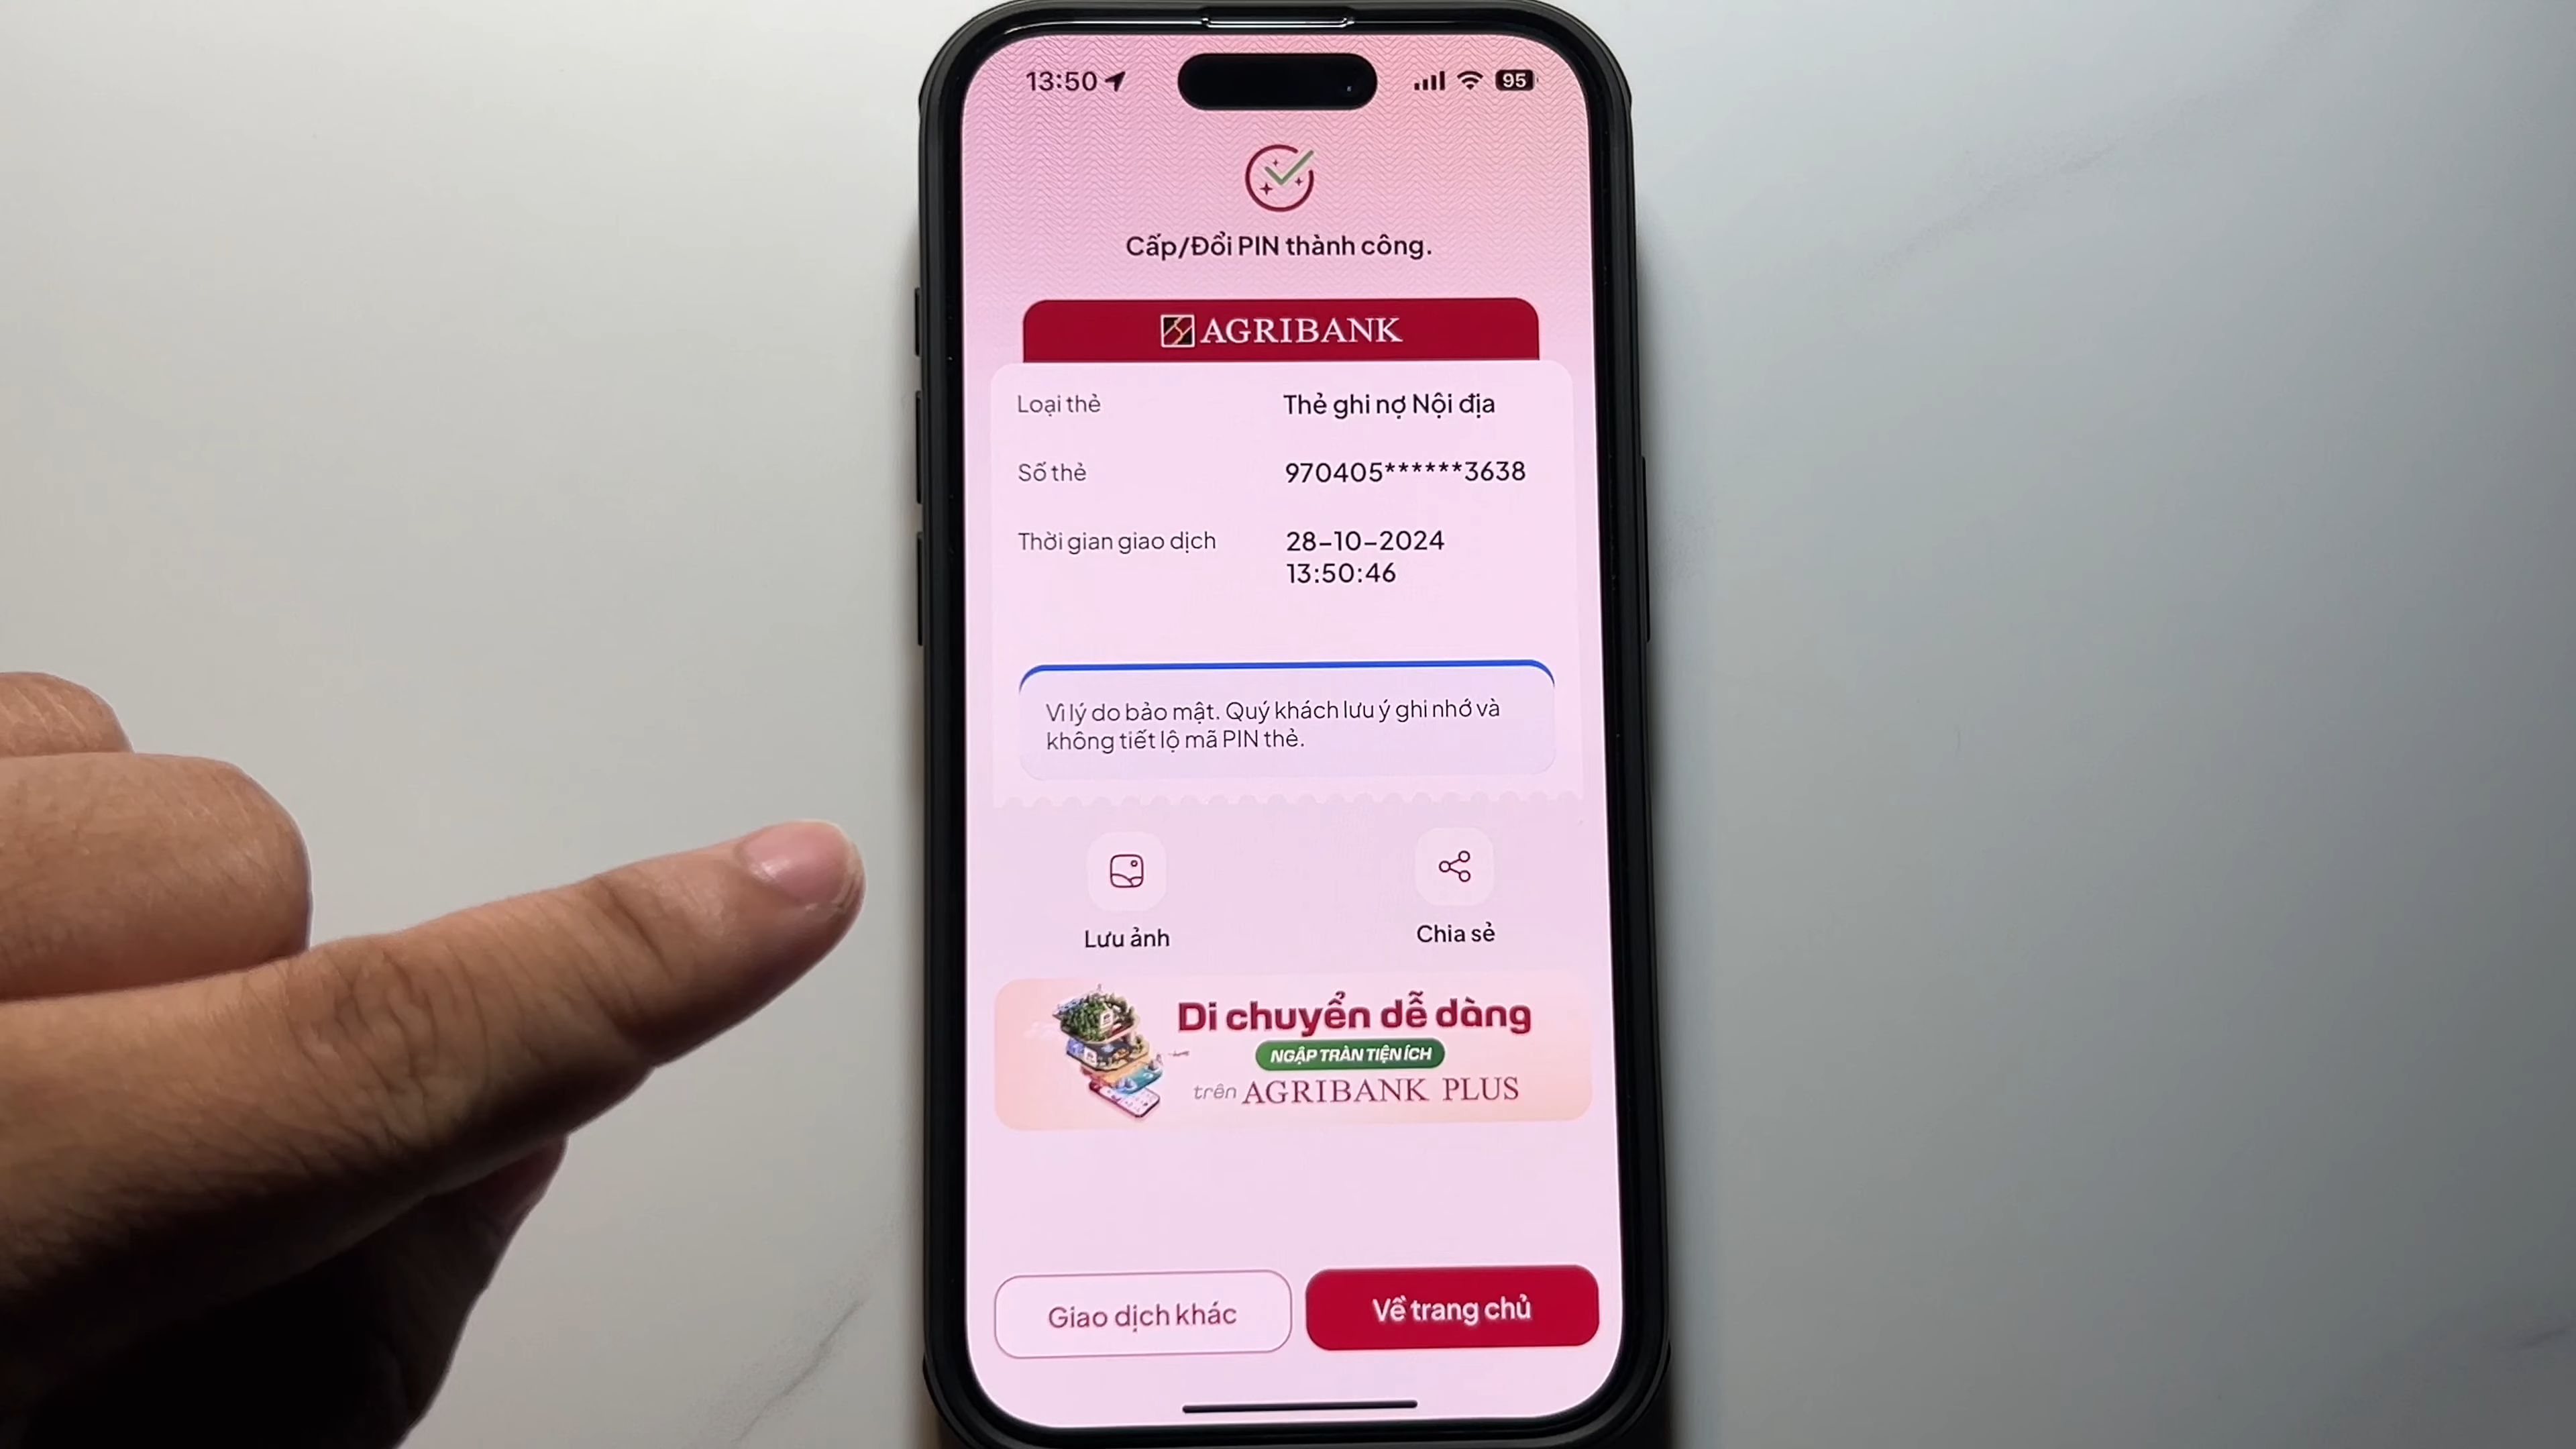 13:50
95
Cấp/Đổi PIN thành công.
AGRIBANK
Loại thẻ Thẻ ghi nợ Nội địa
Số thẻ 970405******3638
Thời gian giao dịch 28-10-2024
13:50:46
Vì lý do bảo mật. Quý khách lưu ý ghi nhớ và
không tiết lộ mã PIN thẻ.
Lưu ảnh Chia sẻ
Di chuyển dễ dàng
NGẬP TRÀN TIỆN ÍCH
trên AGRIBANK PLUS
Giao dịch khác Về trang chủ